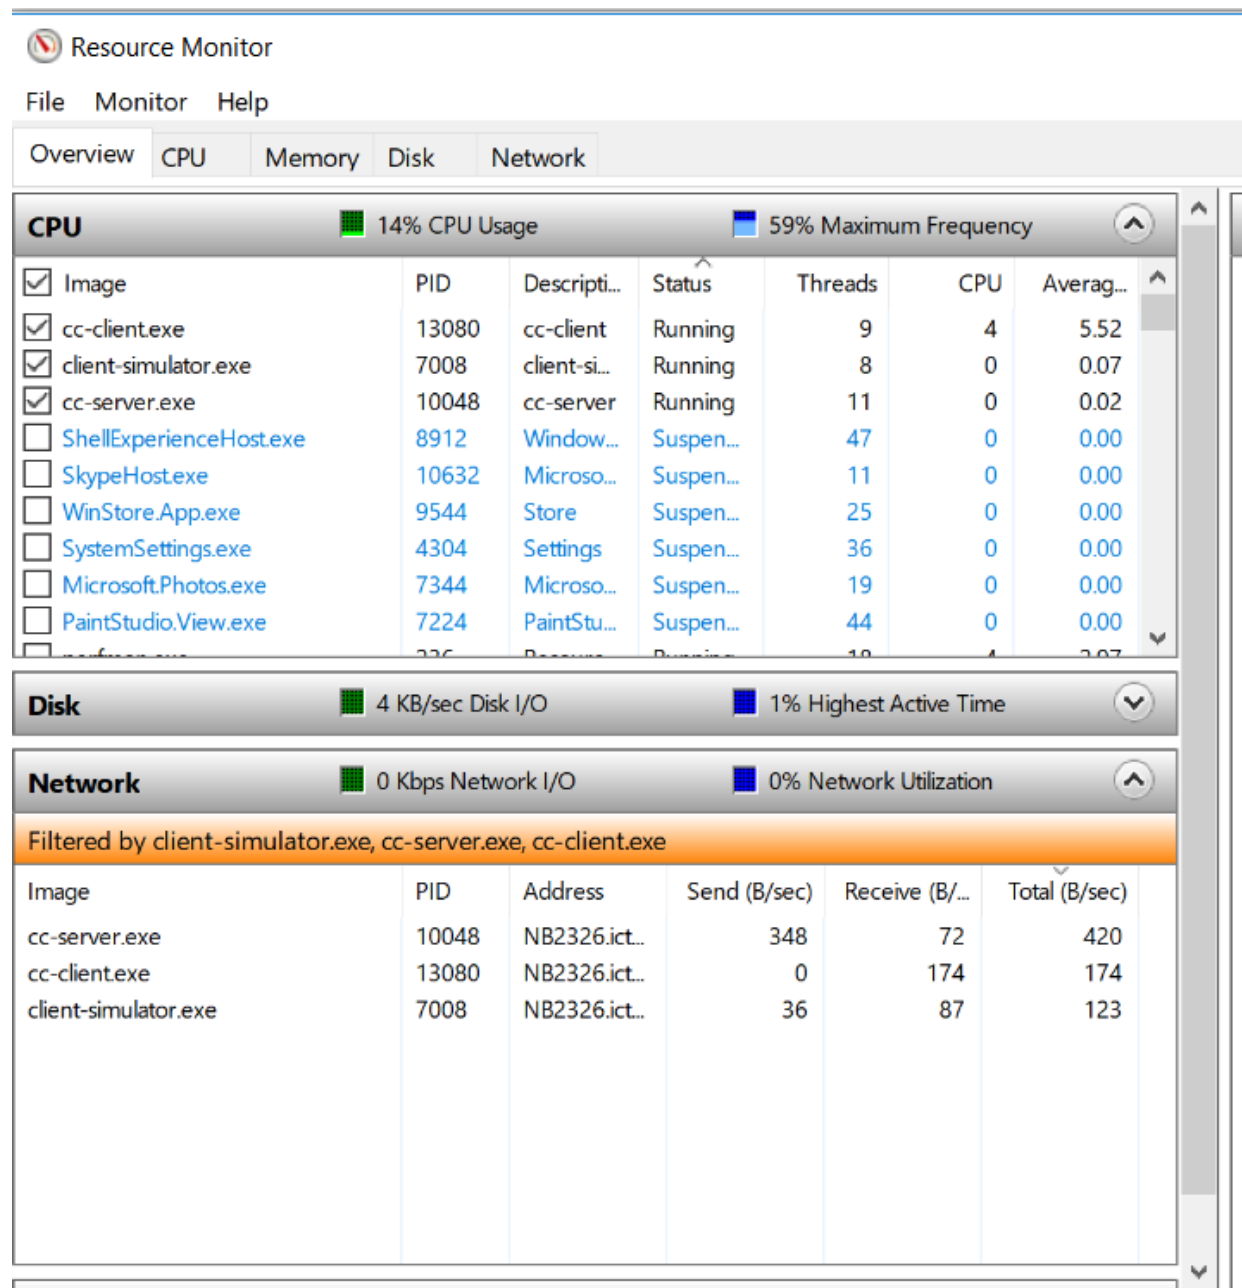 Resource Monitor
File Monitor Help
Overview CPU Memory Disk Network
CPU 14% CPU Usage 59% Maximum Frequency
Image PID Descripti... Status Threads CPU Averag...
cc-client.exe 13080 cc-client Running 9 4 5.52
client-simulator.exe 7008 client-si... Running 8 0 0.07
cc-server.exe 10048 cc-server Running 11 0 0.02
ShellExperienceHost.exe 8912 Window... Suspen... 47 0 0.00
SkypeHost.exe 10632 Microso... Suspen... 11 0 0.00
WinStore.App.exe 9544 Store Suspen... 25 0 0.00
SystemSettings.exe 4304 Settings Suspen... 36 0 0.00
Microsoft.Photos.exe 7344 Microso... Suspen... 19 0 0.00
PaintStudio.View.exe 7224 PaintStu... Suspen... 44 0 0.00
Disk 4 KB/sec Disk I/O 1% Highest Active Time
Network 0 Kbps Network I/O 0% Network Utilization
Filtered by client-simulator.exe, cc-server.exe, cc-client.exe
Image PID Address Send (B/sec) Receive (B/... Total (B/sec)
cc-server.exe 10048 NB2326.ict... 348 72 420
cc-client.exe 13080 NB2326.ict... 0 174 174
client-simulator.exe 7008 NB2326.ict... 36 87 123